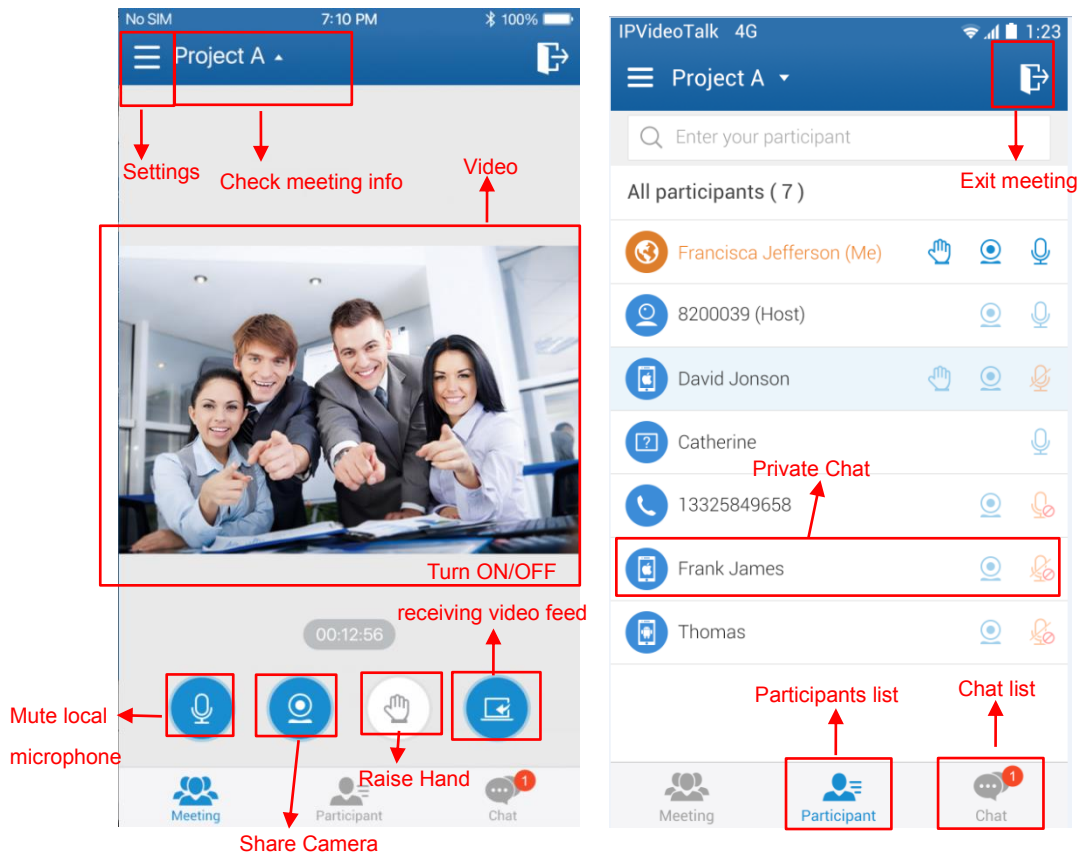 No SIM 7:10 PM 100%
Project A
Settings
Check meeting info
Video
Turn ON/OFF
receiving video feed
00:12:56
Mute local
microphone
Raise Hand
Meeting Participant Chat
1
Share Camera
IPVideoTalk 4G 1:23
Project A
Enter your participant
Exit meeting
All participants ( 7 )
Francisca Jefferson (Me)
8200039 (Host)
David Jonson
?
Catherine
Private Chat
13325849658
Frank James
Thomas
Participants list
Chat list
1
Meeting Participant Chat